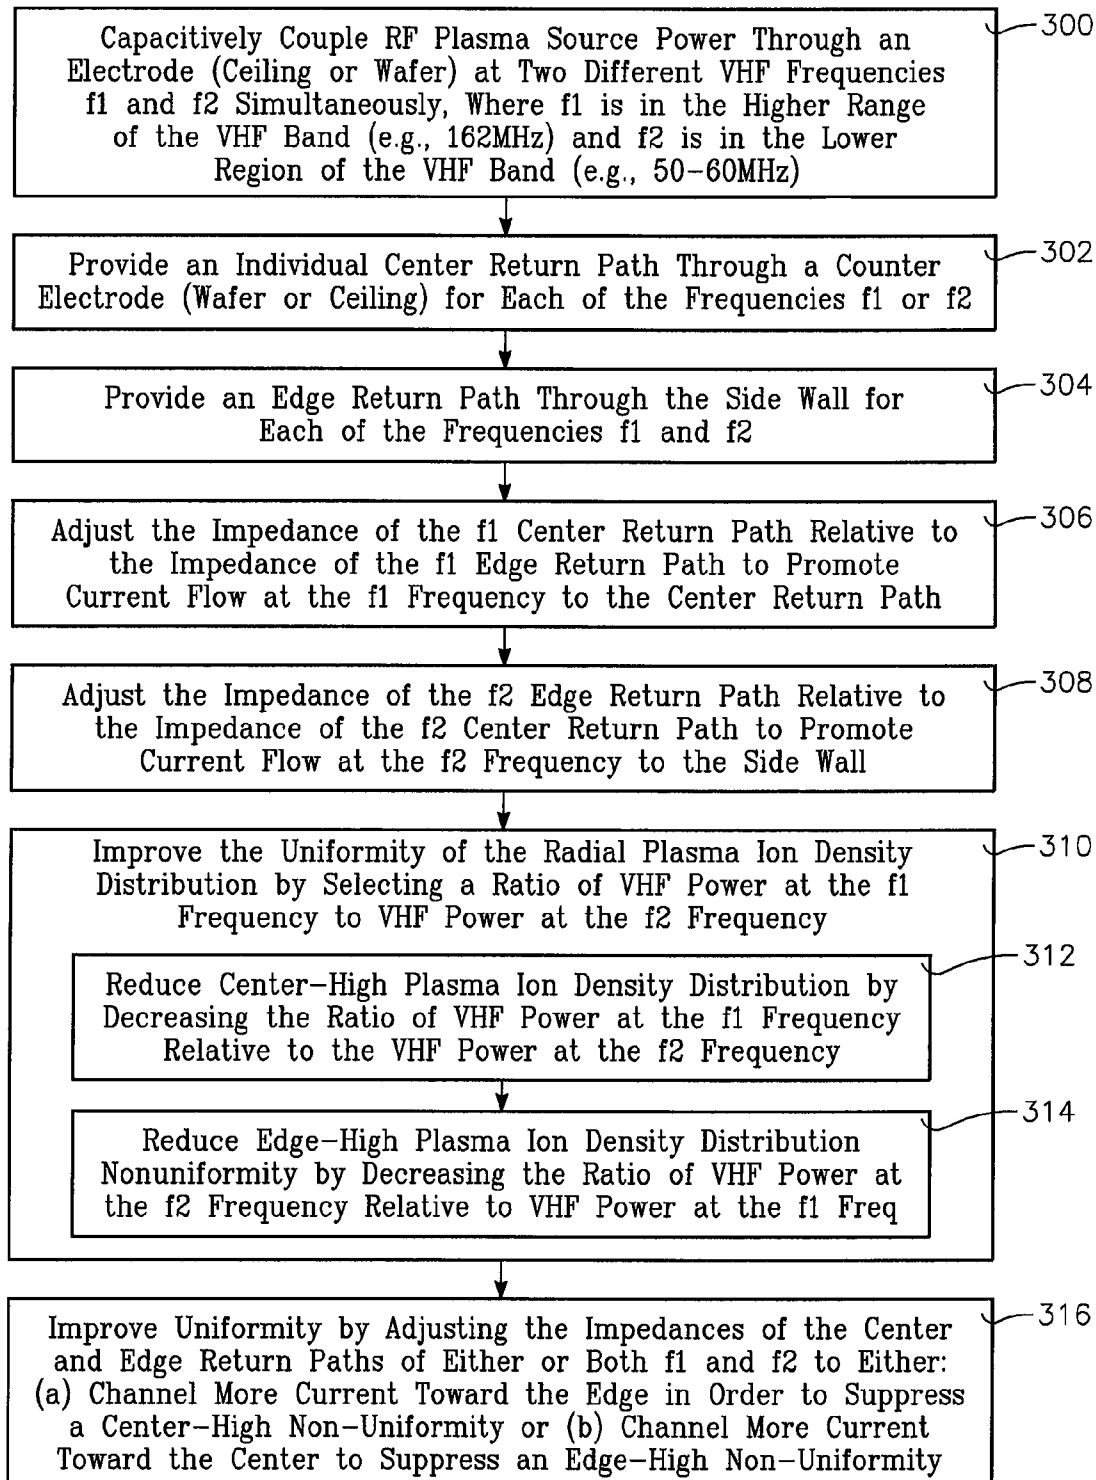 300
Capacitively Couple RF Plasma Source Power Through an
Electrode (Ceiling or Wafer) at Two Different VHF Frequencies
f1 and f2 Simultaneously, Where f1 is in the Higher Range
of the VHF Band (e.g., 162MHz) and f2 is in the Lower
Region of the VHF Band (e.g., 50-60MHz)
302
Provide an Individual Center Return Path Through a Counter
Electrode (Wafer or Ceiling) for Each of the Frequencies f1 or f2
304
Provide an Edge Return Path Through the Side Wall for
Each of the Frequencies f1 and f2
306
Adjust the Impedance of the f1 Center Return Path Relative to
the Impedance of the f1 Edge Return Path to Promote
Current Flow at the f1 Frequency to the Center Return Path
308
Adjust the Impedance of the f2 Edge Return Path Relative to
the Impedance of the f2 Center Return Path to Promote
Current Flow at the f2 Frequency to the Side Wall
310
Improve the Uniformity of the Radial Plasma Ion Density
Distribution by Selecting a Ratio of VHF Power at the f1
Frequency to VHF Power at the f2 Frequency
312
Reduce Center-High Plasma Ion Density Distribution by
Decreasing the Ratio of VHF Power at the f1 Frequency
Relative to the VHF Power at the f2 Frequency
314
Reduce Edge-High Plasma Ion Density Distribution
Nonuniformity by Decreasing the Ratio of VHF Power at
the f2 Frequency Relative to VHF Power at the f1 Freq
316
Improve Uniformity by Adjusting the Impedances of the Center
and Edge Return Paths of Either or Both f1 and f2 to Either:
(a) Channel More Current Toward the Edge in Order to Suppress
a Center-High Non-Uniformity or (b) Channel More Current
Toward the Center to Suppress an Edge-High Non-Uniformity